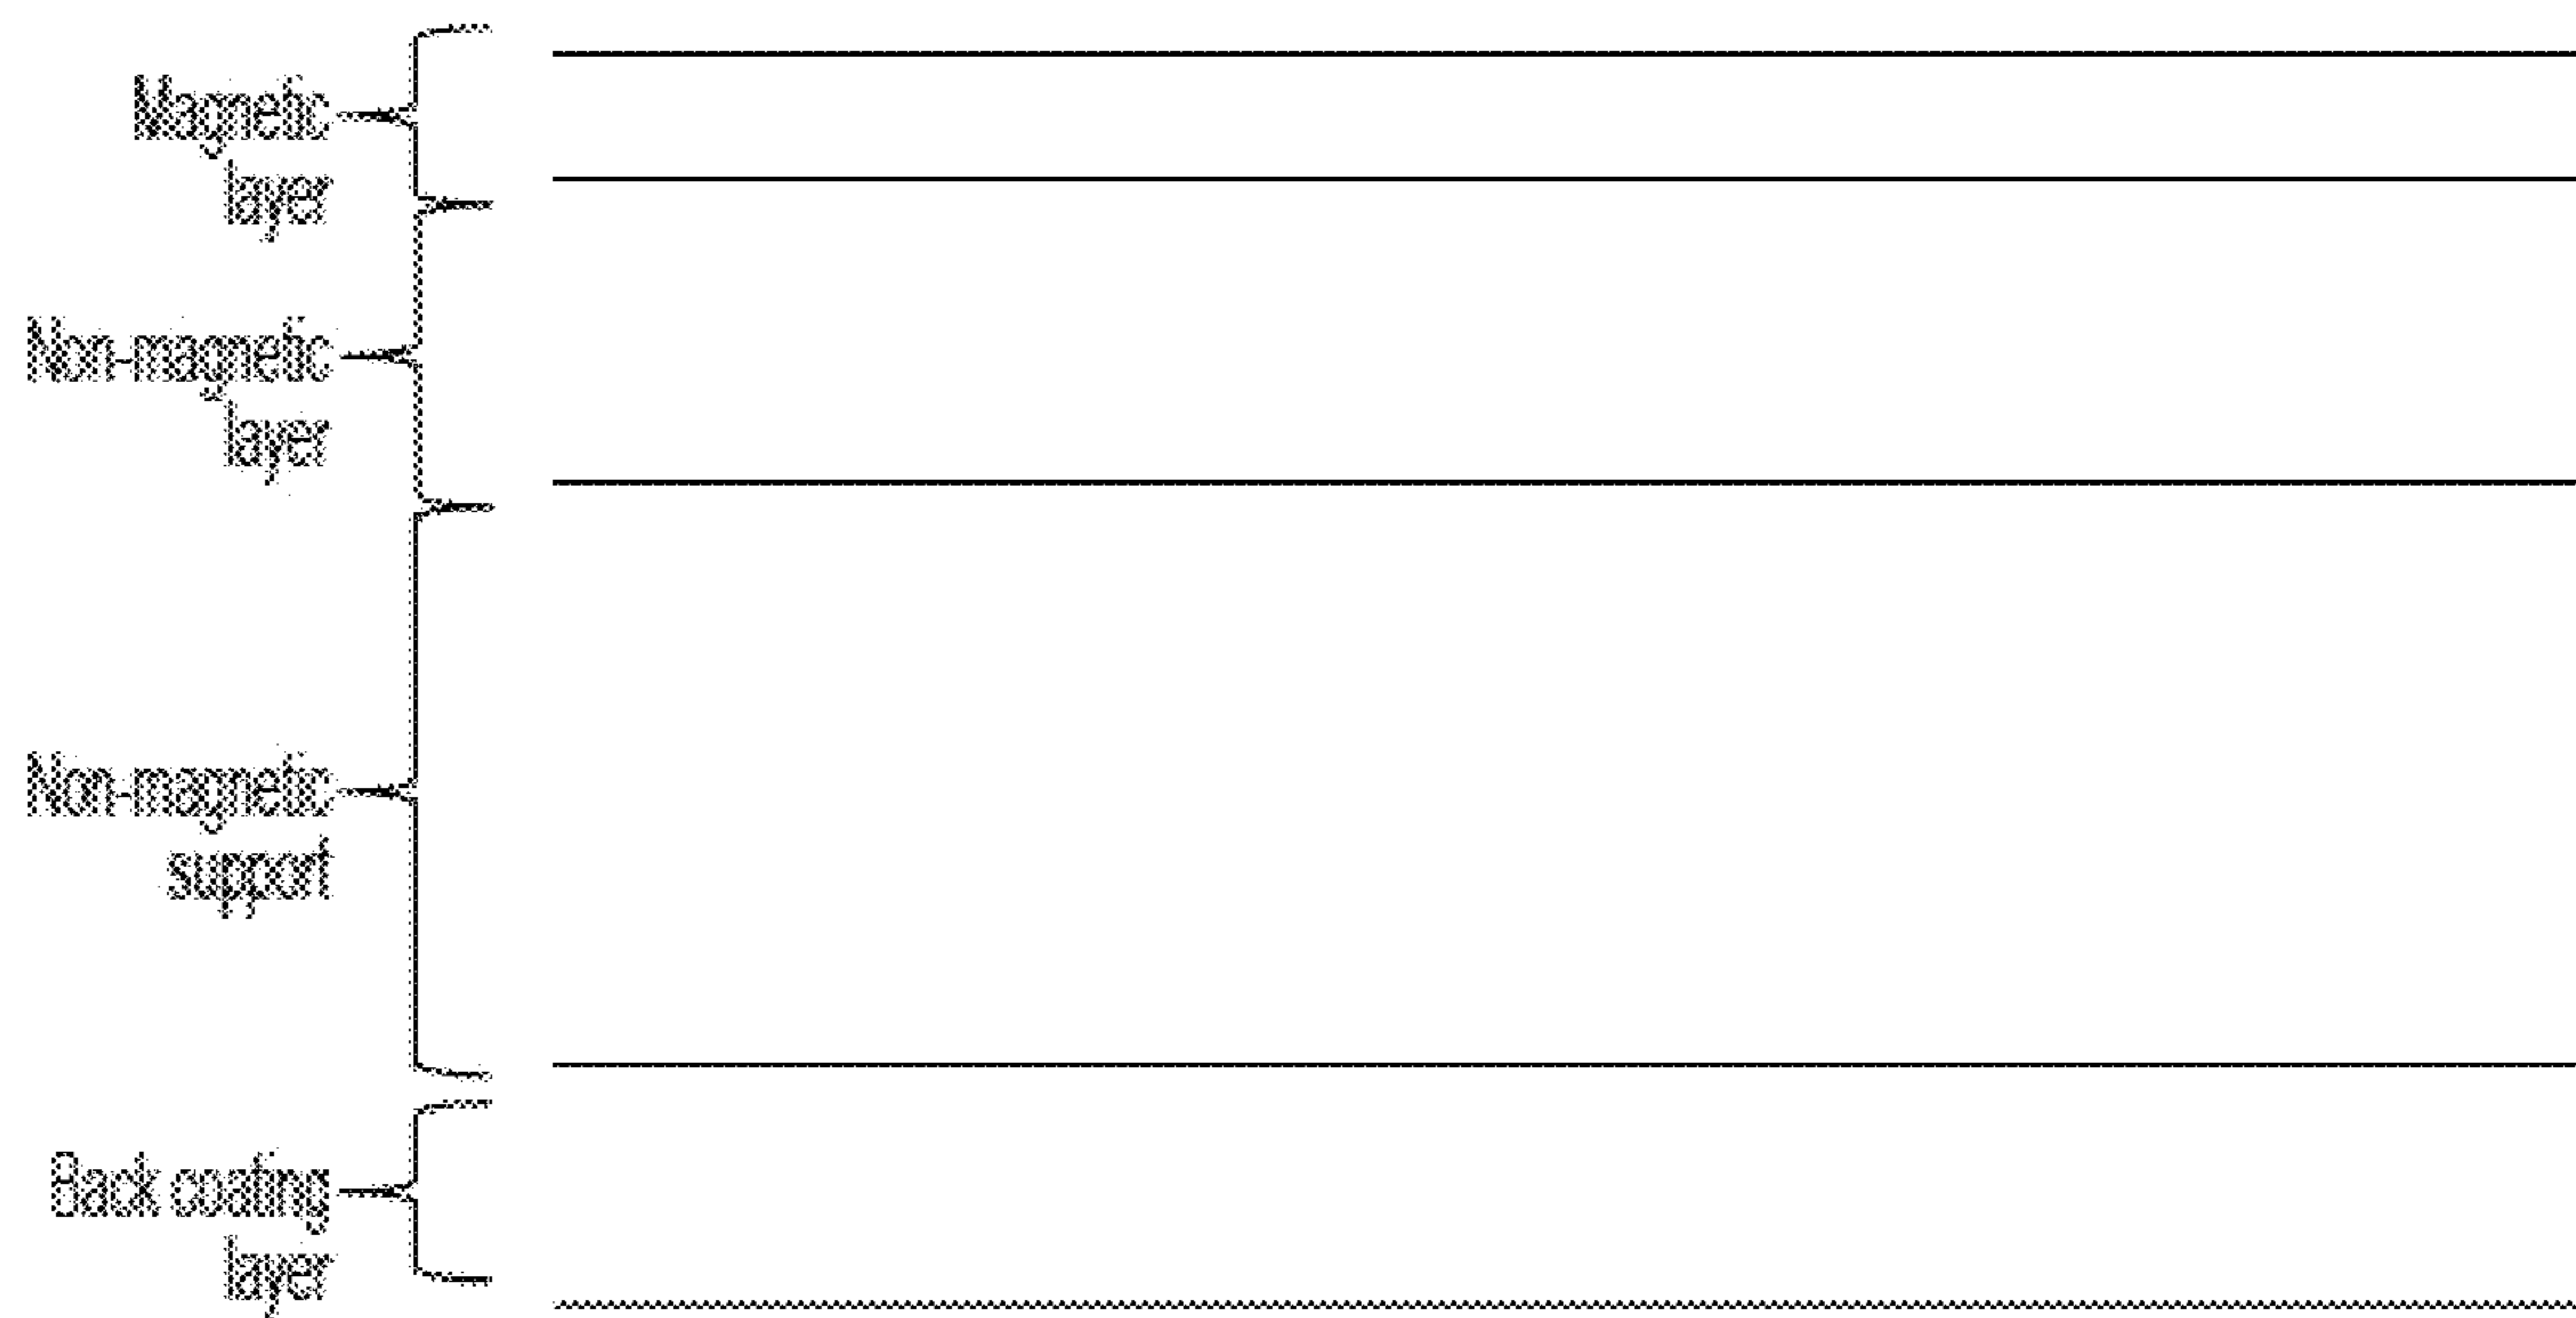 Magnetic
layer
Non-magnetic
layer
Non-magnetic
support
Back coating
layer